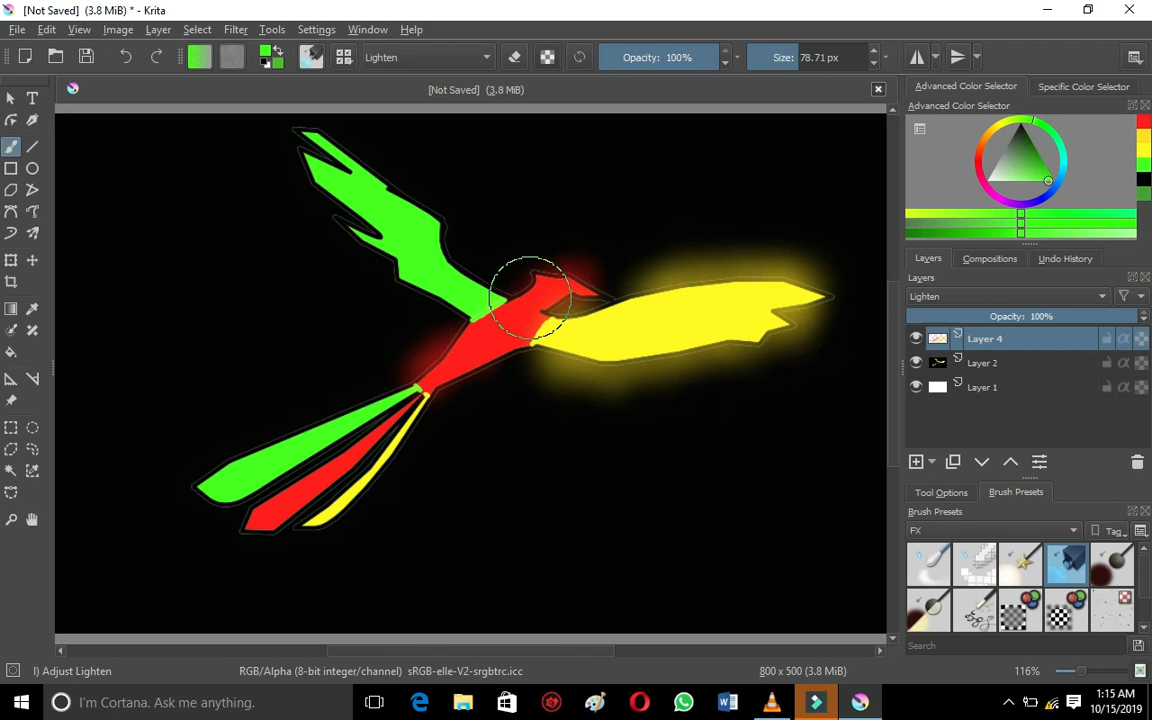 [Not Saved]  (3.8 MiB) * - Krita
File Edit View Image Layer Select Filter Tools Settings Window Help
Lighten Opacity: 100% Size: 78.71 px
[Not Saved]  (3.8 MiB)
Advanced Color Selector Specific Color Selector
Advanced Color Selector
Layers Compositions Undo History
Layers
Lighten
Opacity: 100%
Layer 4
Layer 2
Layer 1
Tool Options Brush Presets
Brush Presets
FX Tag
Search
I) Adjust Lighten RGB/Alpha (8-bit integer/channel)  sRGB-elle-V2-srgbtrc.icc 800 x 500 (3.8 MiB) 116%
I'm Cortana. Ask me anything. 1:15 AM
10/15/2019